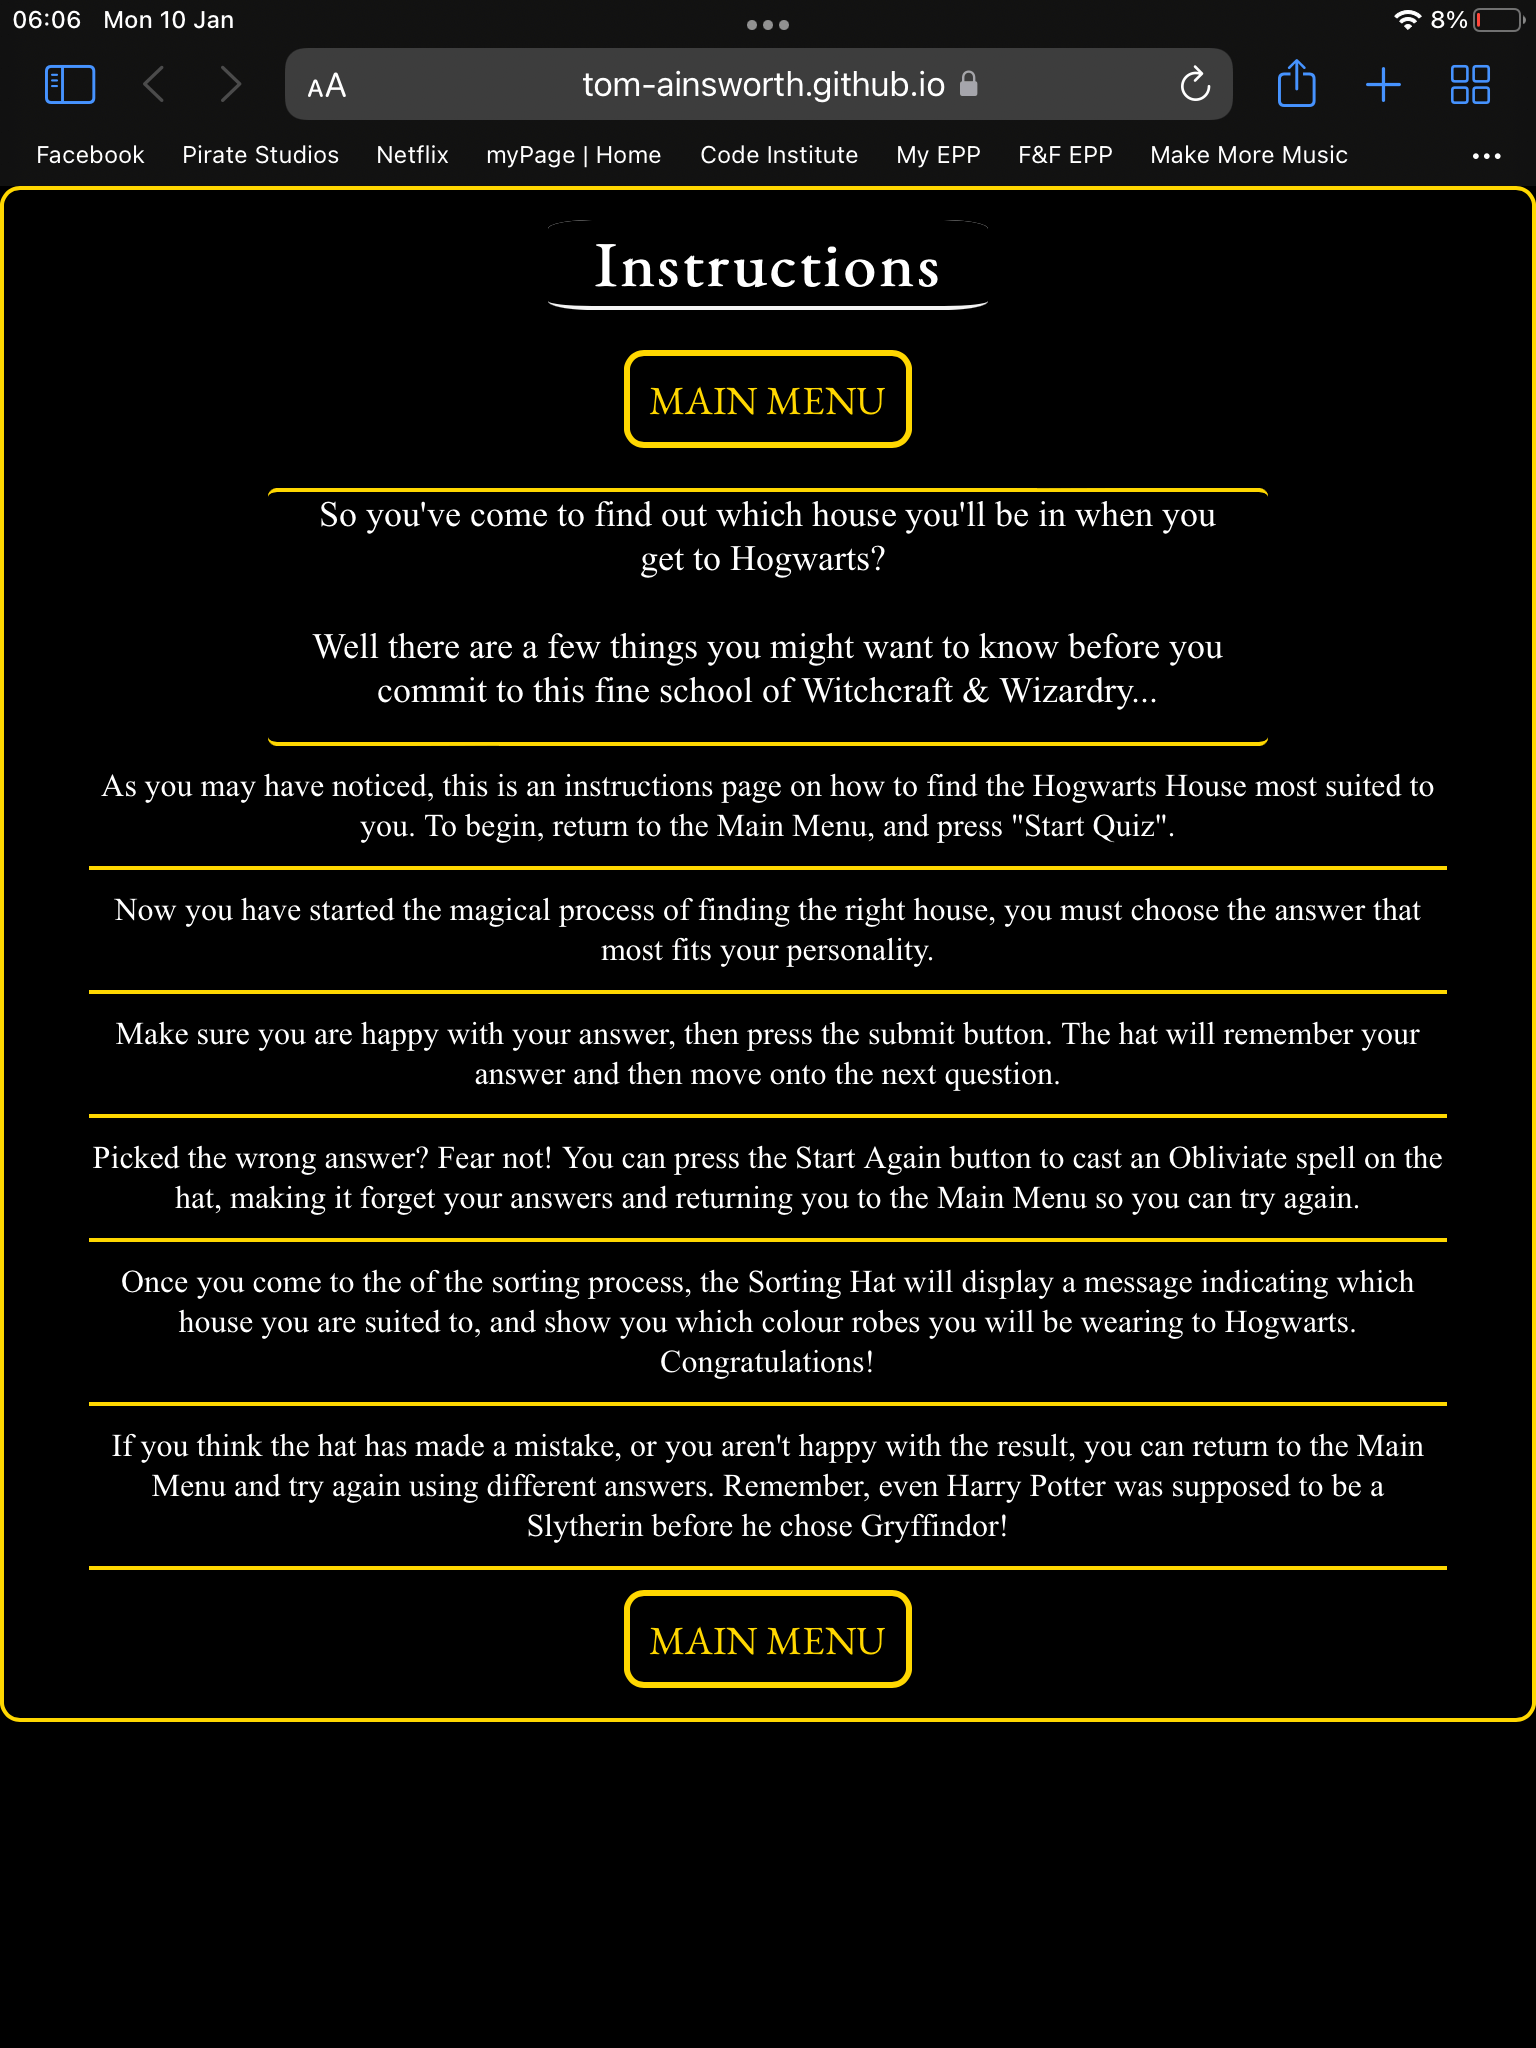 06:06 Mon 10 Jan
8%
AA tom-ainsworth.github.io
Facebook Pirate Studios Netflix myPage | Home Code Institute My EPP F&F EPP Make More Music
Instructions
MAIN MENU
So you've come to find out which house you'll be in when you
get to Hogwarts?
Well there are a few things you might want to know before you
commit to this fine school of Witchcraft & Wizardry...
As you may have noticed, this is an instructions page on how to find the Hogwarts House most suited to
you. To begin, return to the Main Menu, and press "Start Quiz".
Now you have started the magical process of finding the right house, you must choose the answer that
most fits your personality.
Make sure you are happy with your answer, then press the submit button. The hat will remember your
answer and then move onto the next question.
Picked the wrong answer? Fear not! You can press the Start Again button to cast an Obliviate spell on the
hat, making it forget your answers and returning you to the Main Menu so you can try again.
Once you come to the of the sorting process, the Sorting Hat will display a message indicating which
house you are suited to, and show you which colour robes you will be wearing to Hogwarts.
Congratulations!
If you think the hat has made a mistake, or you aren't happy with the result, you can return to the Main
Menu and try again using different answers. Remember, even Harry Potter was supposed to be a
Slytherin before he chose Gryffindor!
MAIN MENU